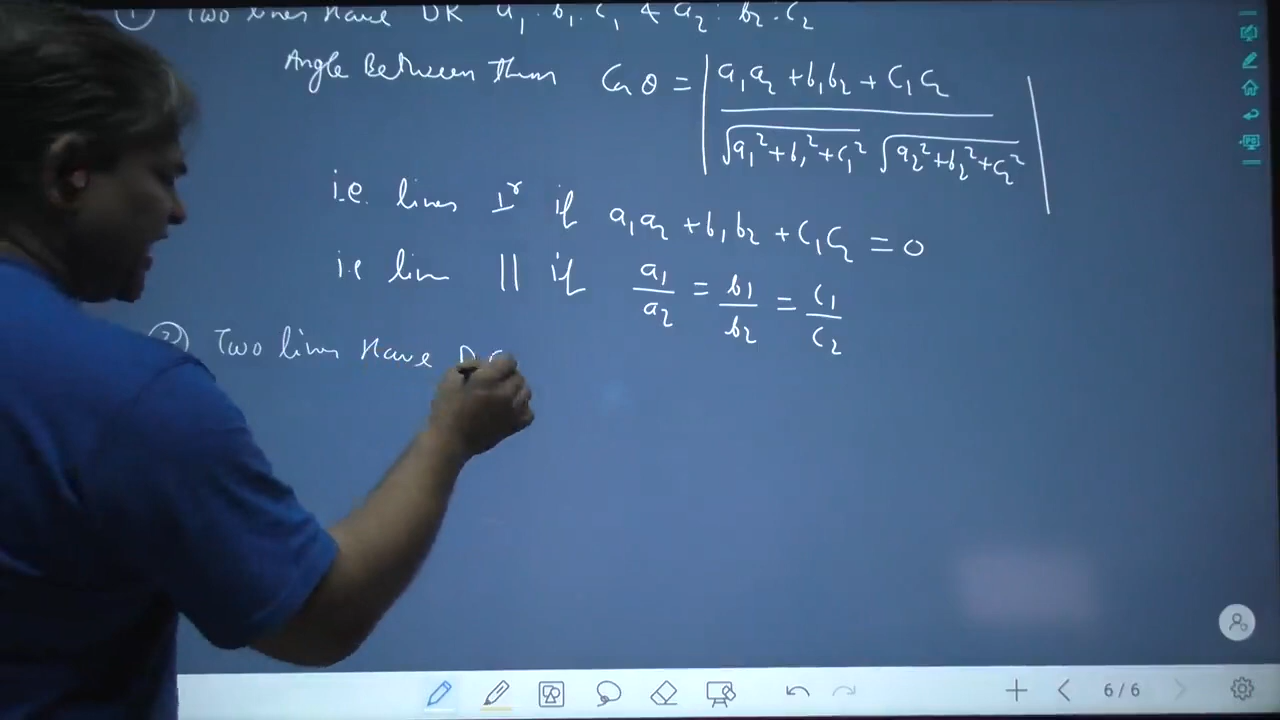 ① Two lines Have DR a₁ : b₁ : c₁ & a₂ : b₂ : c₂
Angle Between Them Cos θ = | (a₁a₂ + b₁b₂ + c₁c₂) / (√(a₁² + b₁² + c₁²) √(a₂² + b₂² + c₂²)) |
i.e. lines ⊥ʳ if a₁a₂ + b₁b₂ + c₁c₂ = 0
i.e line || if a₁/a₂ = b₁/b₂ = c₁/c₂
② Two lines Have DC
6/6